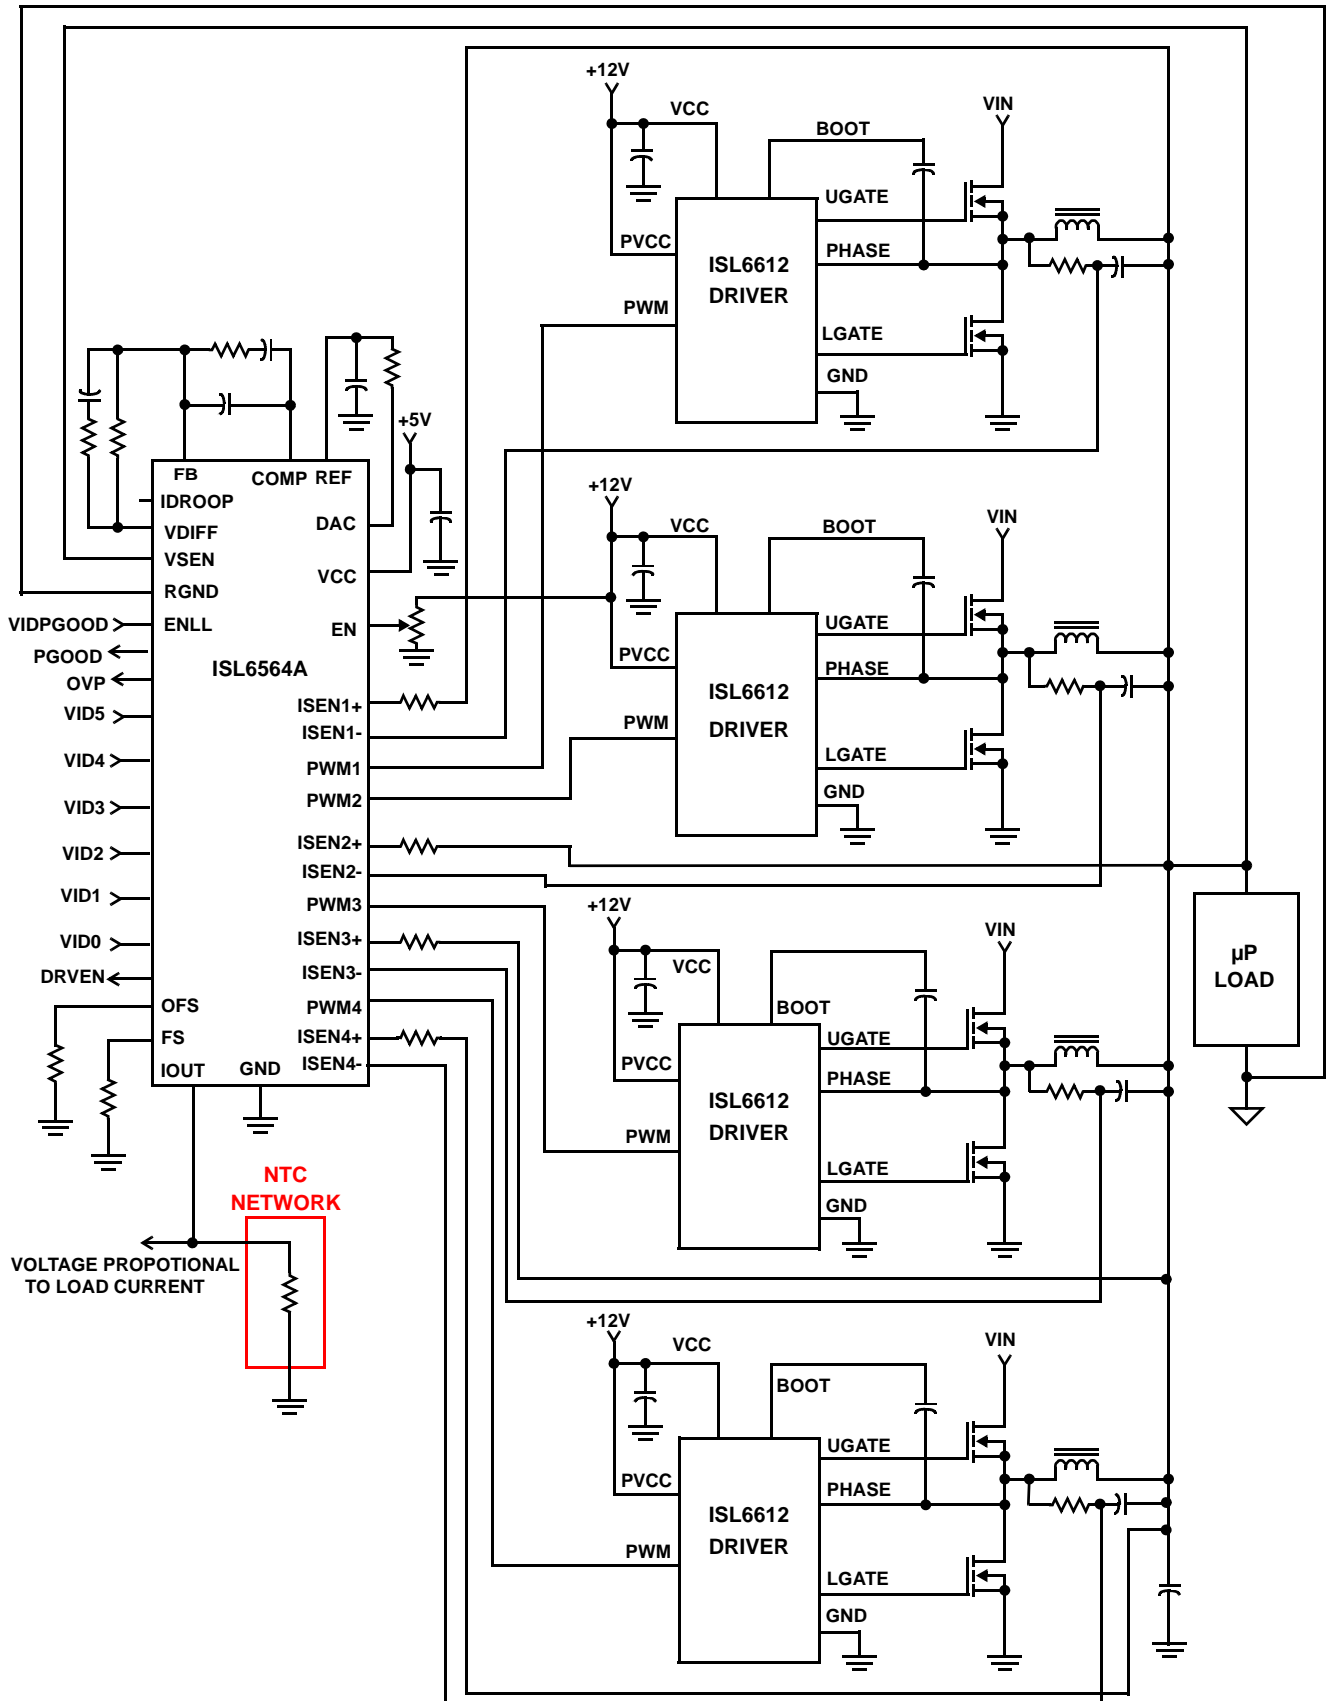 +12V
VCC
BOOT
VIN
UGATE
PHASE
LGATE
GND
PVCC
PWM
ISL6612
DRIVER
+5V
FB
COMP
REF
IDROOP
VDIFF
VSEN
RGND
ENLL
VIDPGOOD
PGOOD
OVP
VID5
VID4
VID3
VID2
VID1
VID0
DRVEN
OFS
FS
IOUT
GND
ISL6564A
DAC
VCC
EN
ISEN1+
ISEN1-
PWM1
PWM2
ISEN2+
ISEN2-
PWM3
ISEN3+
ISEN3-
PWM4
ISEN4+
ISEN4-
+12V
VCC
BOOT
VIN
UGATE
PHASE
LGATE
GND
PVCC
PWM
ISL6612
DRIVER
+12V
VCC
BOOT
VIN
UGATE
PHASE
LGATE
GND
PVCC
PWM
ISL6612
DRIVER
µP
LOAD
NTC
NETWORK
VOLTAGE PROPOTIONAL
TO LOAD CURRENT
+12V
VCC
BOOT
VIN
UGATE
PHASE
LGATE
GND
PVCC
PWM
ISL6612
DRIVER